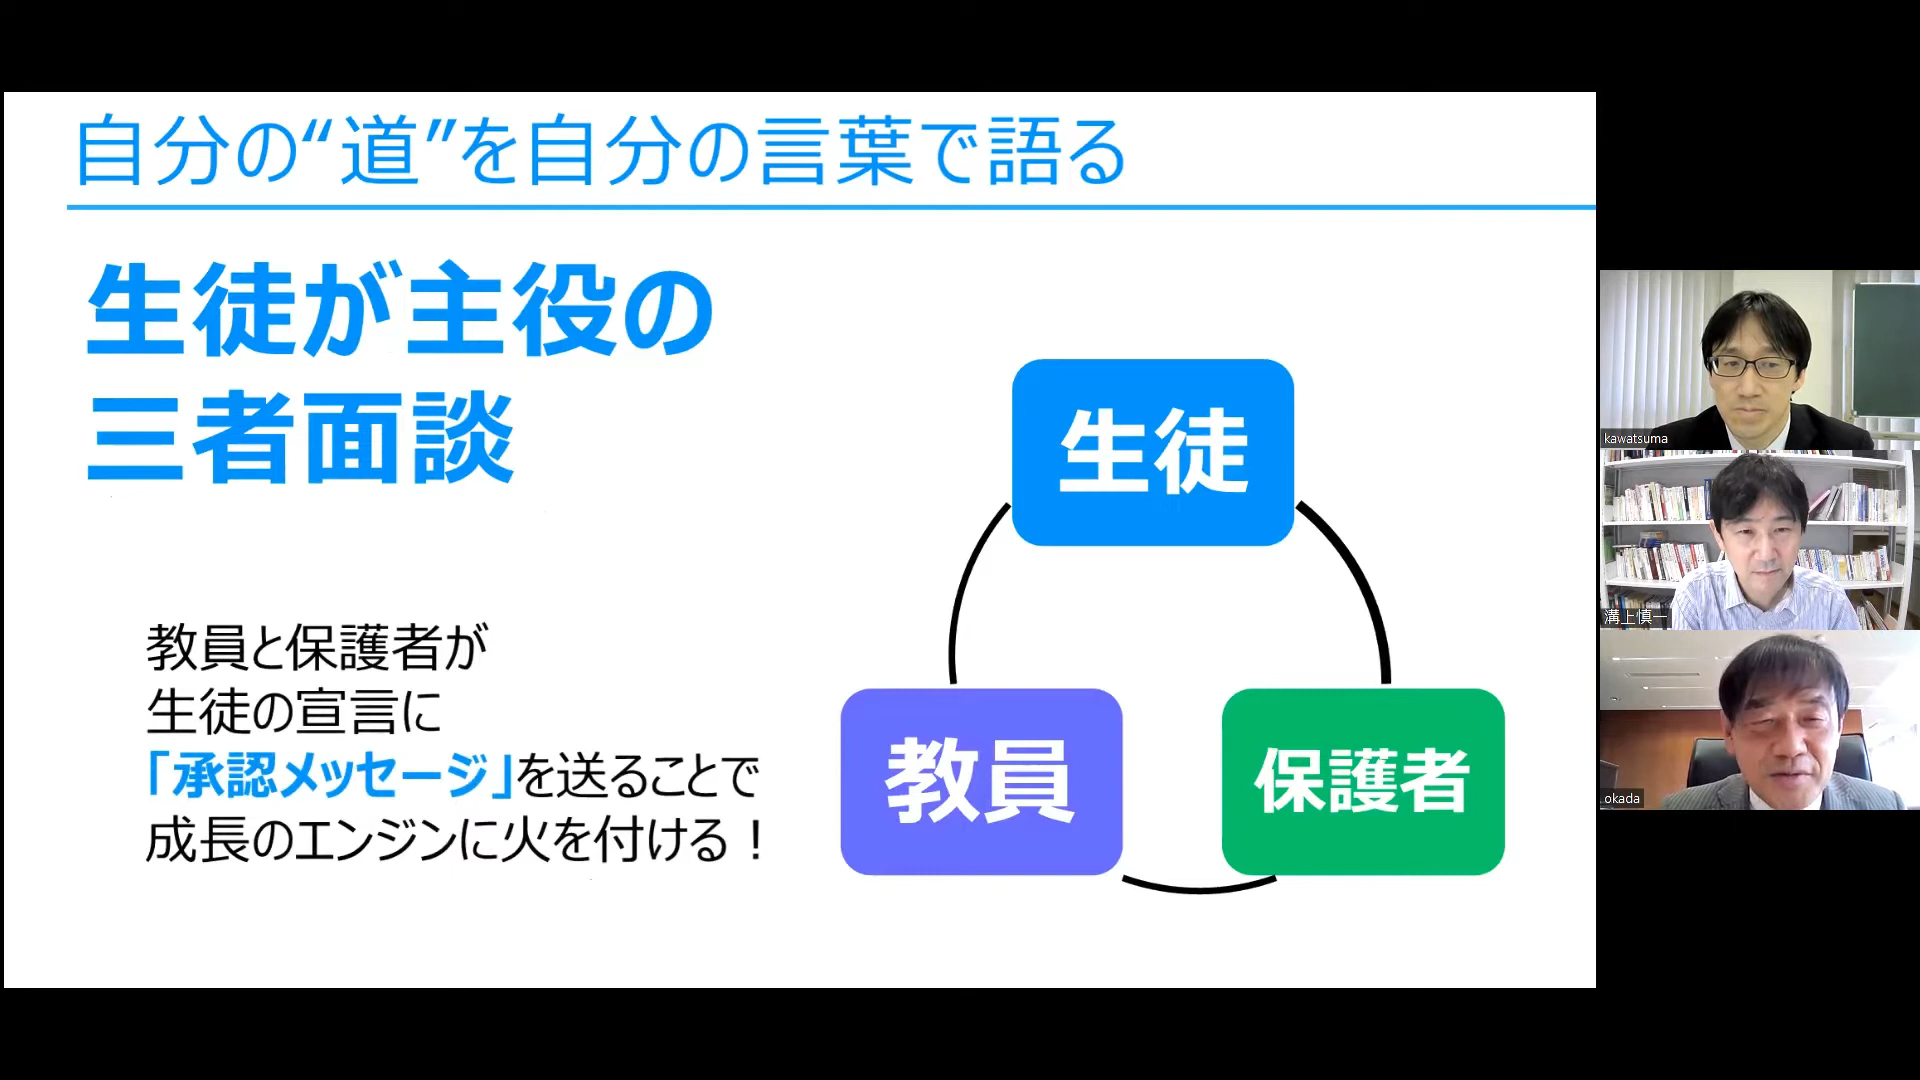 自分の“道”を自分の言葉で語る
生徒が主役の
三者面談
教員と保護者が
生徒の宣言に
「承認メッセージ」を送ることで
成長のエンジンに火を付ける！
生徒
教員
保護者
kawatsuma
溝上慎一
okada